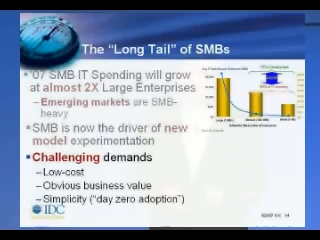 The "Long Tail" of SMBs
'07 SMB IT Spending will grow
at almost 2X Large Enterprises
–Emerging markets are SMB-
heavy
SMB is now the driver of new
model experimentation
Challenging demands
–Low-cost
–Obvious business value
–Simplicity ("day zero adoption")
IDC